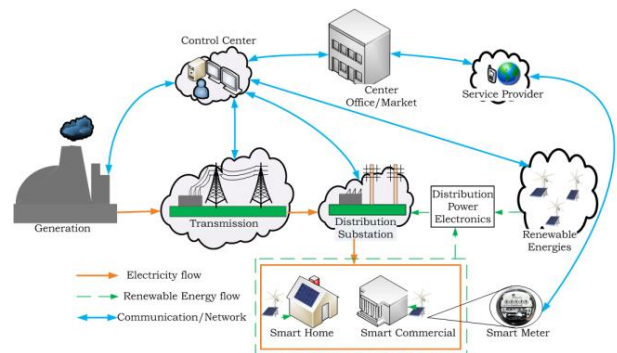 Control Center
Center
Office/Market
Service Provider
Generation
Transmission
Distribution
Substation
Distribution
Power
Electronics
Renewable
Energies
Electricity flow
Renewable Energy flow
Communication/Network
Smart Home
Smart Commercial
Smart Meter